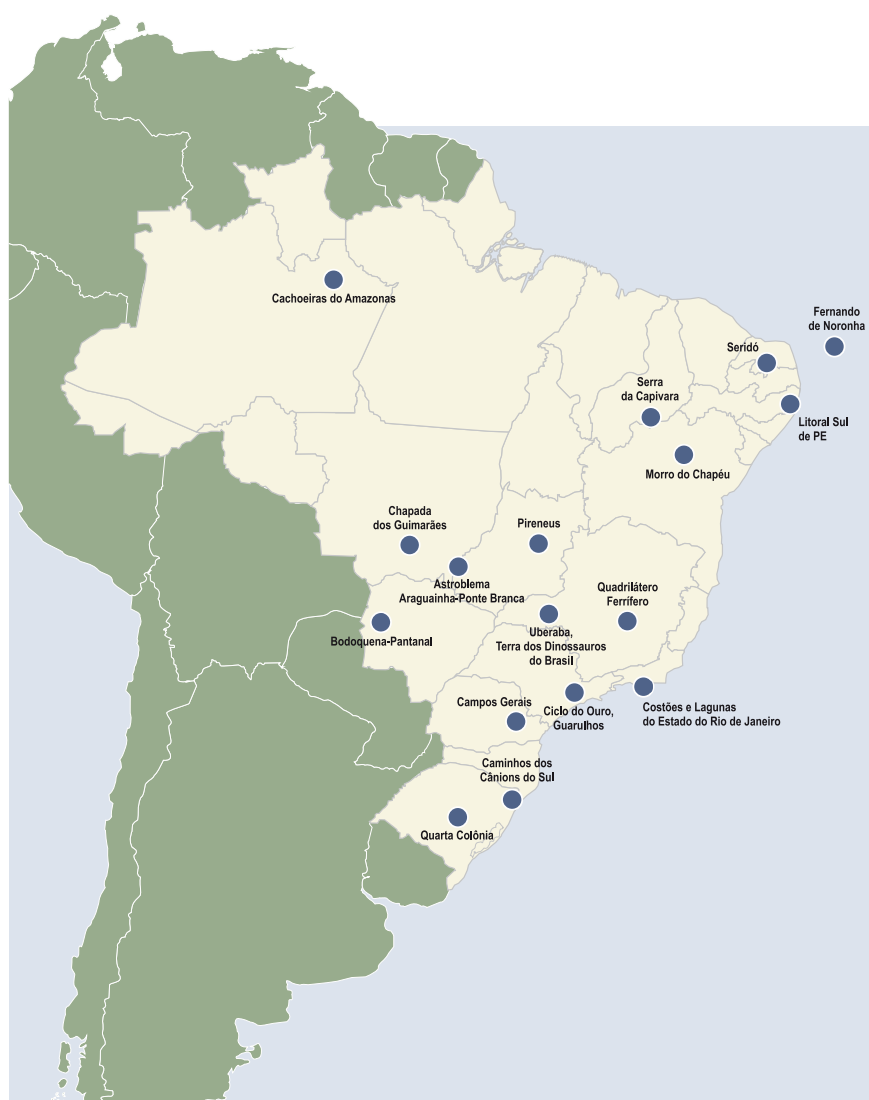 Cachoeiras do Amazonas
Fernando
de Noronha
Seridó
Serra
da Capivara
Litoral Sul
de PE
Morro do Chapéu
Chapada
dos Guimarães
Pireneus
Astroblema
Araguainha-Ponte Branca
Quadrilátero
Ferrífero
Bodoquena-Pantanal
Uberaba,
Terra dos Dinossauros
do Brasil
Campos Gerais
Ciclo do Ouro,
Guarulhos
Costões e Lagunas
do Estado do Rio de Janeiro
Caminhos dos
Cânions do Sul
Quarta Colônia